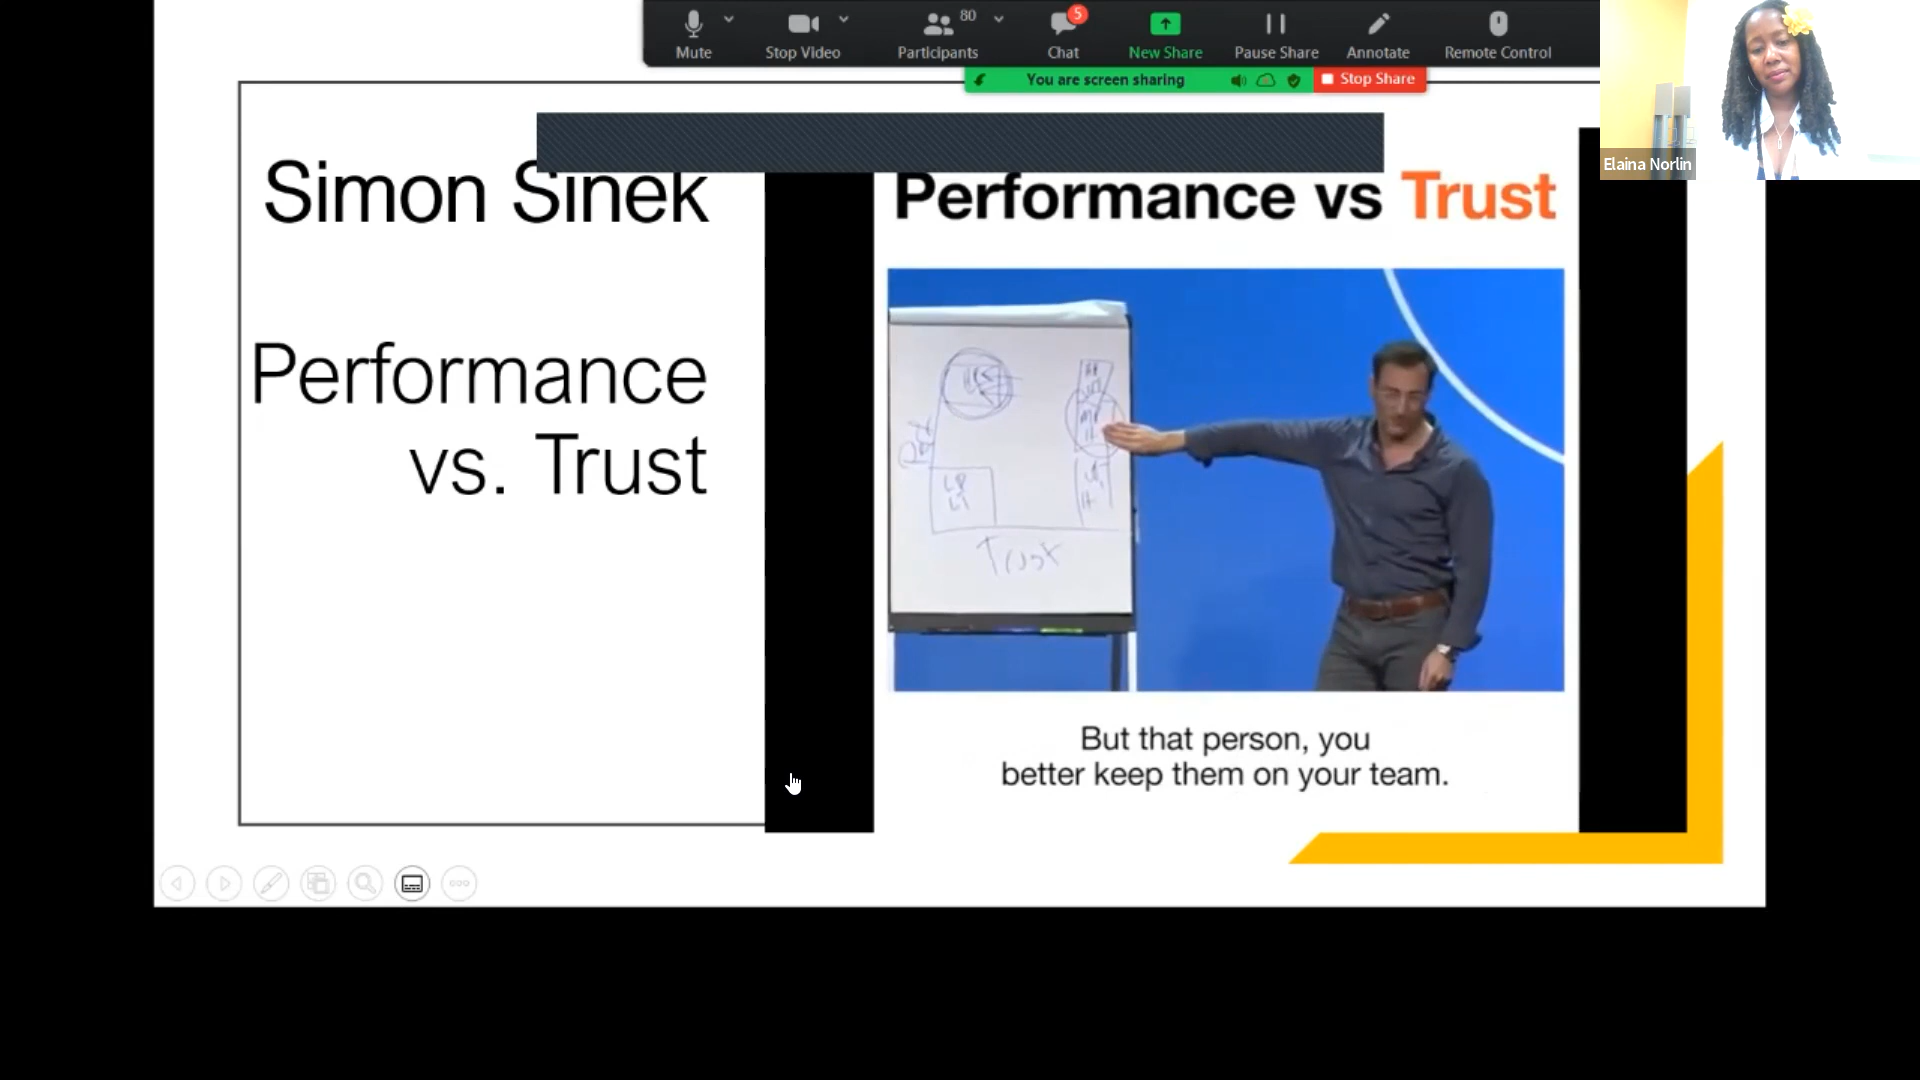 80
5
Mute
Stop Video
Participants
Chat
New Share
Pause Share
Annotate
Remote Control
You are screen sharing
Stop Share
Elaina Norlin
Simon Sinek
Performance
vs. Trust
Performance vs Trust
LP
LT
Trust
But that person, you
better keep them on your team.